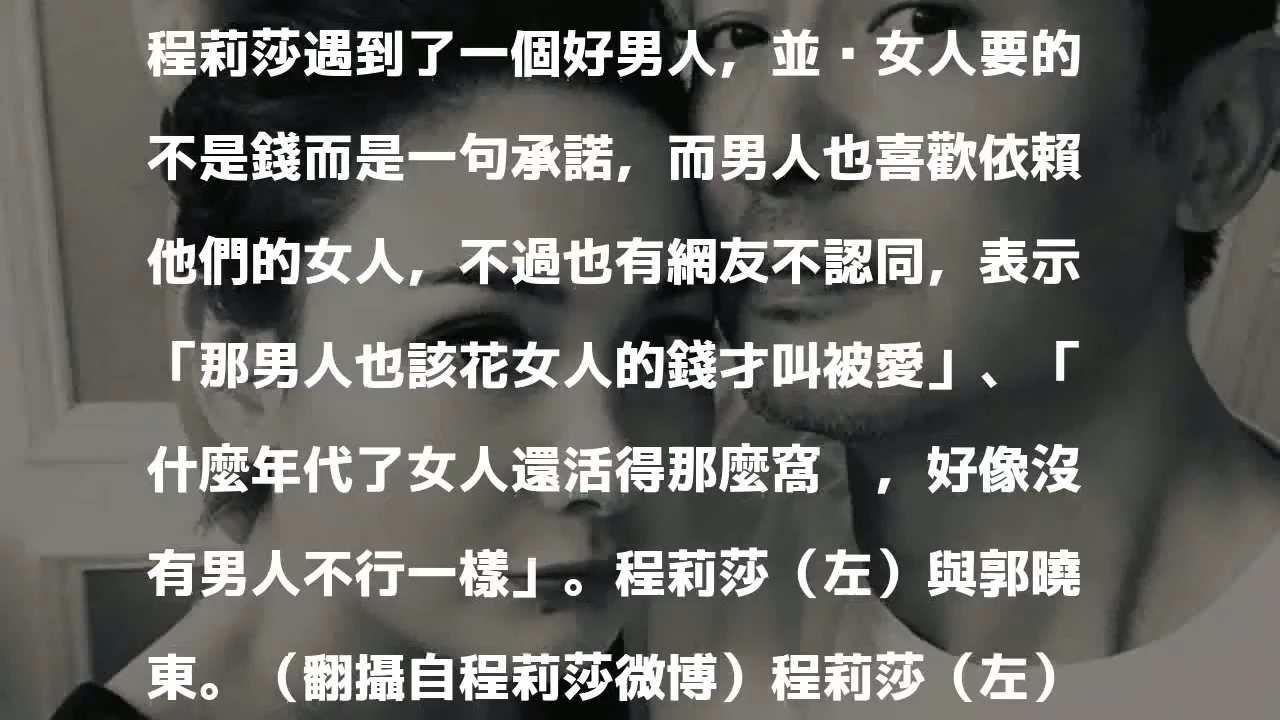 程莉莎遇到了一個好男人，並▪女人要的
不是錢而是一句承諾，而男人也喜歡依賴
他們的女人，不過也有網友不認同，表示
「那男人也該花女人的錢才叫被愛」、「
什麼年代了女人還活得那麼窩　，好像沒
有男人不行一樣」。程莉莎（左）與郭曉
東。（翻攝自程莉莎微博）程莉莎（左）